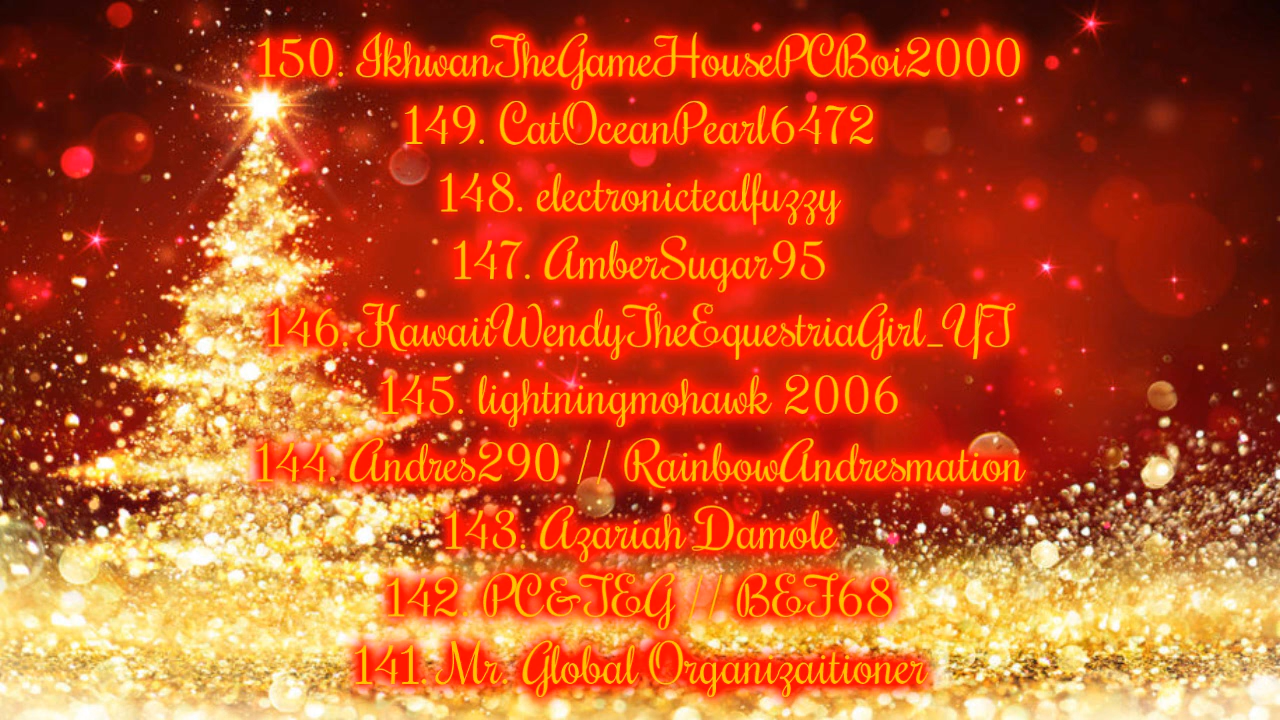 150. IkhwanTheGameHousePCBoi2000
149. CatOceanPearl6472
148. electronictealfuzzy
147. AmberSugar95
146. KawaiiWendyTheEquestriaGirl_YT
145. lightningmohawk 2006
144. Andres290 // RainbowAndresmation
143. Azariah Damole
142. PC&TEG // BEF68
141. Mr. Global Organizaitioner